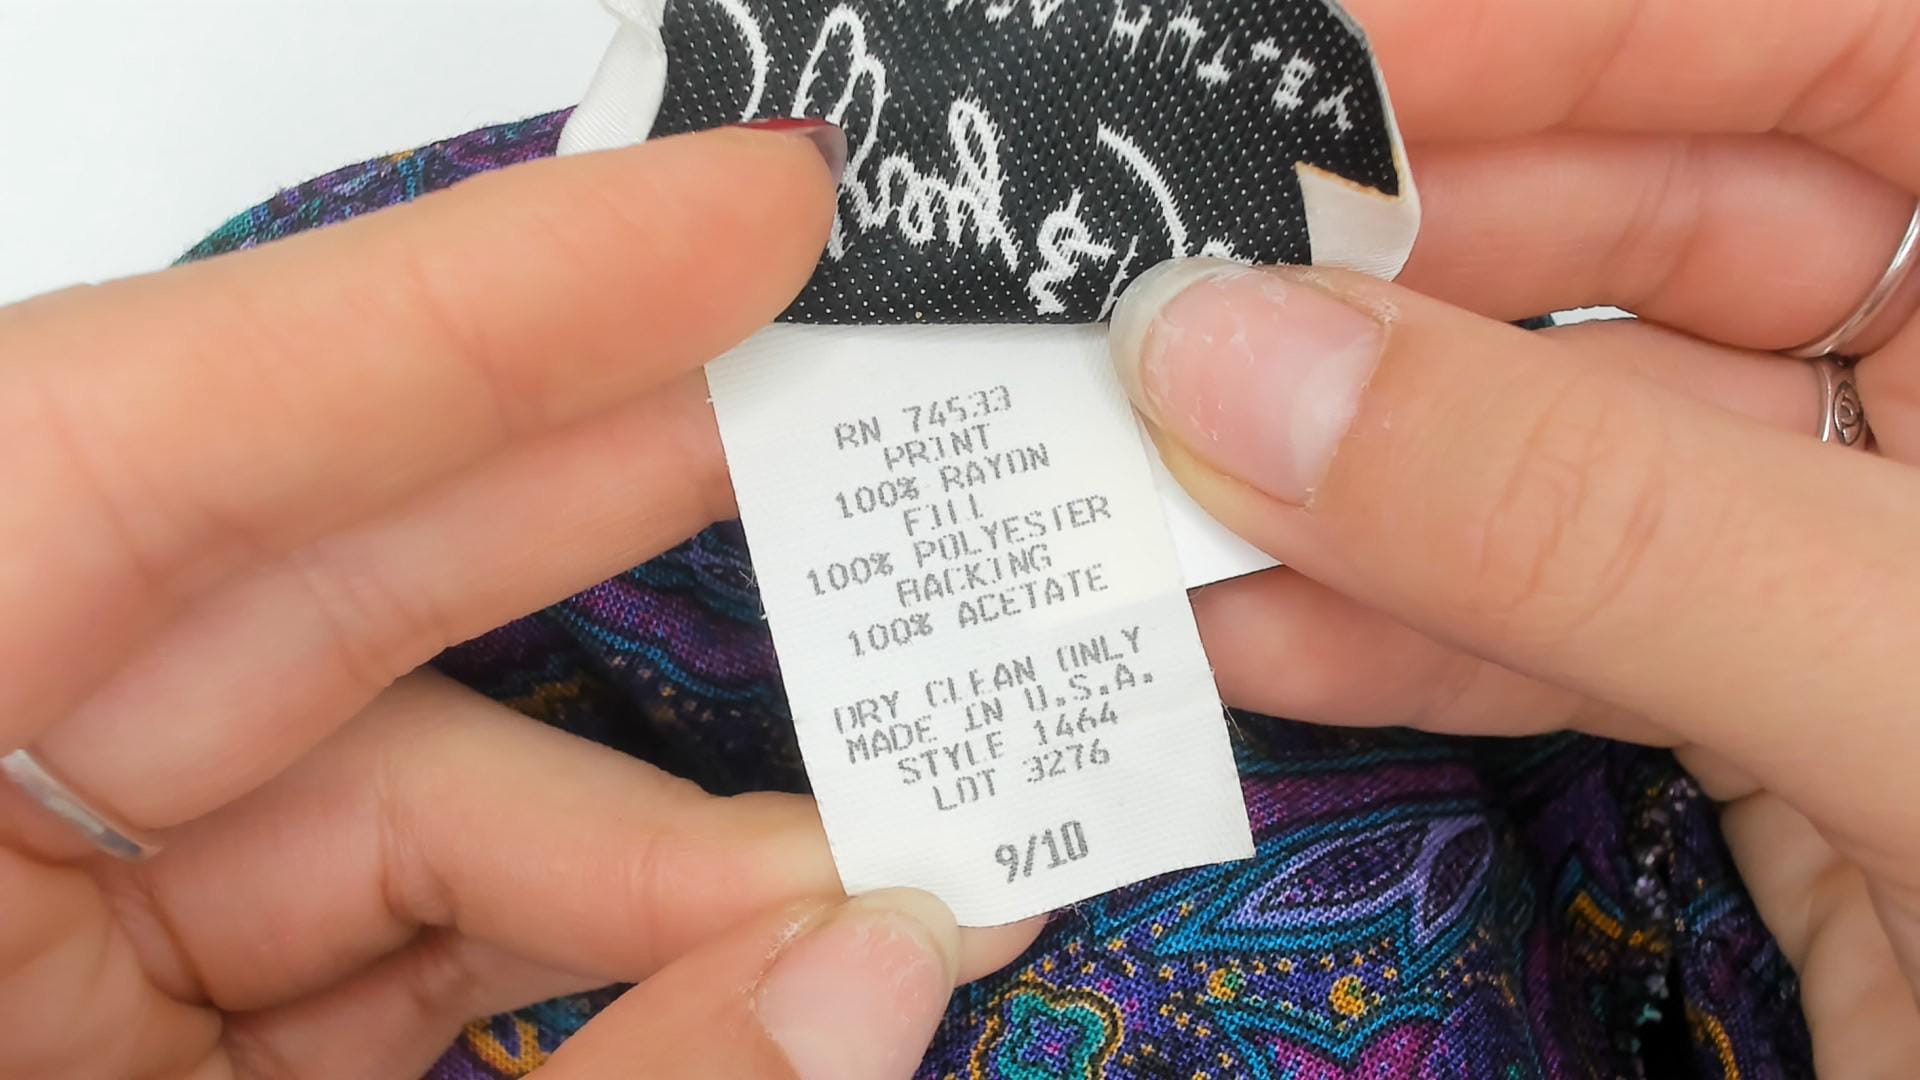 RN 74533
PRINT
100% RAYON
FILL
100% POLYESTER
BACKING
100% ACETATE
DRY CLEAN ONLY
MADE IN U.S.A.
STYLE 1464
LOT 3276
9/10